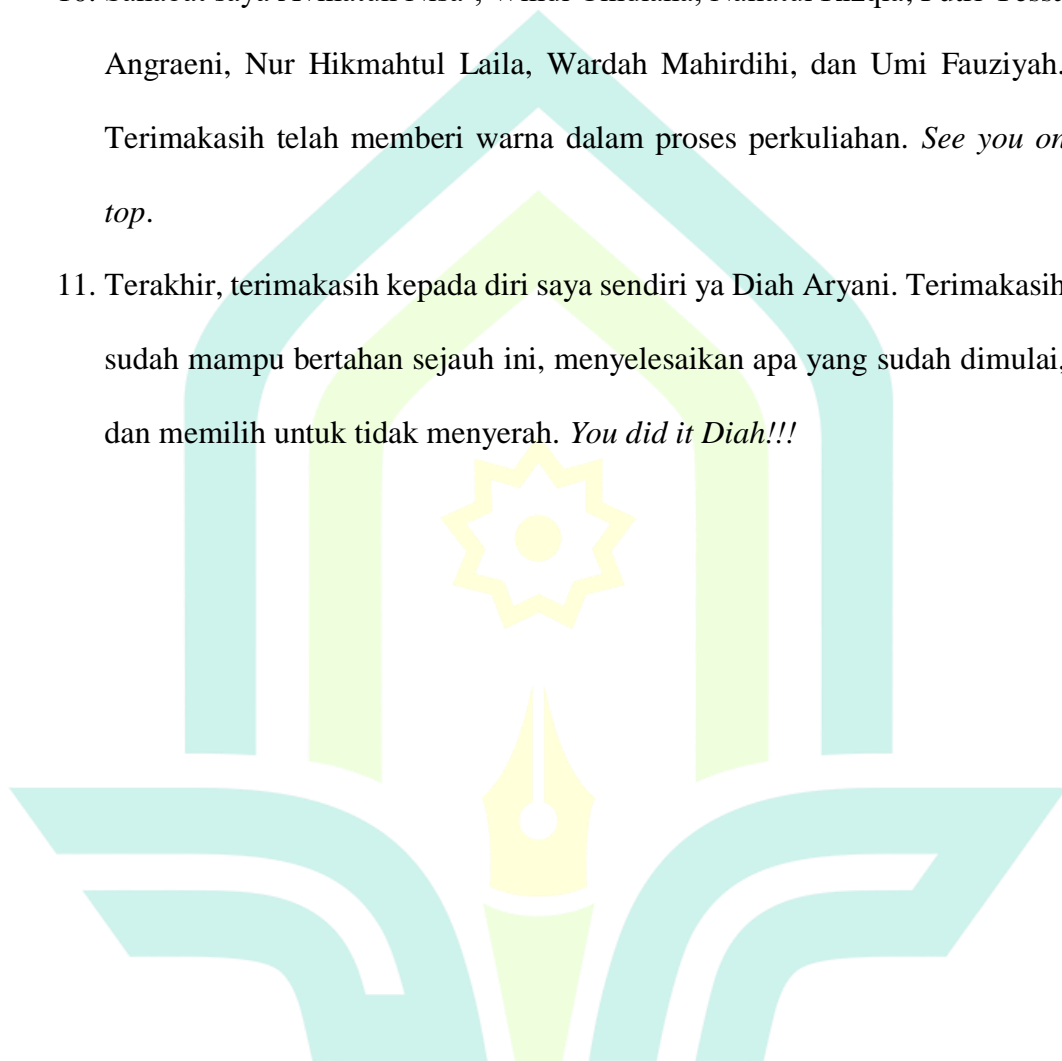 Angraeni, Nur Hikmahtul Laila, Wardah Mahirdihi, dan Umi Fauziyah.
Terimakasih telah memberi warna dalam proses perkuliahan. See you on
top.
11. Terakhir, terimakasih kepada diri saya sendiri ya Diah Aryani. Terimakasih
sudah mampu bertahan sejauh ini, menyelesaikan apa yang sudah dimulai,
dan memilih untuk tidak menyerah. You did it Diah!!!